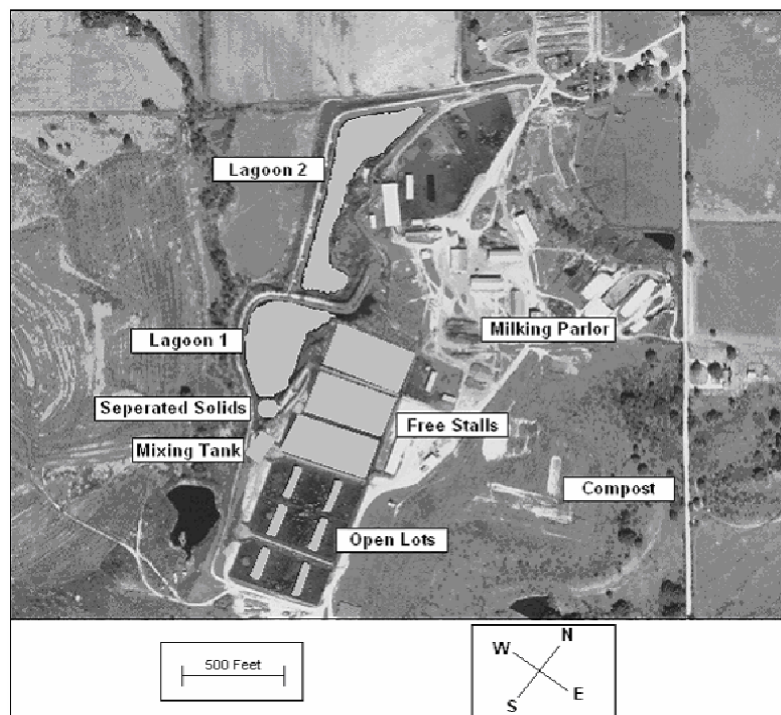 Lagoon 2
Lagoon 1
Milking Parlor
Seperated Solids
Free Stalls
Mixing Tank
Compost
Open Lots
500 Feet
N
W
E
S